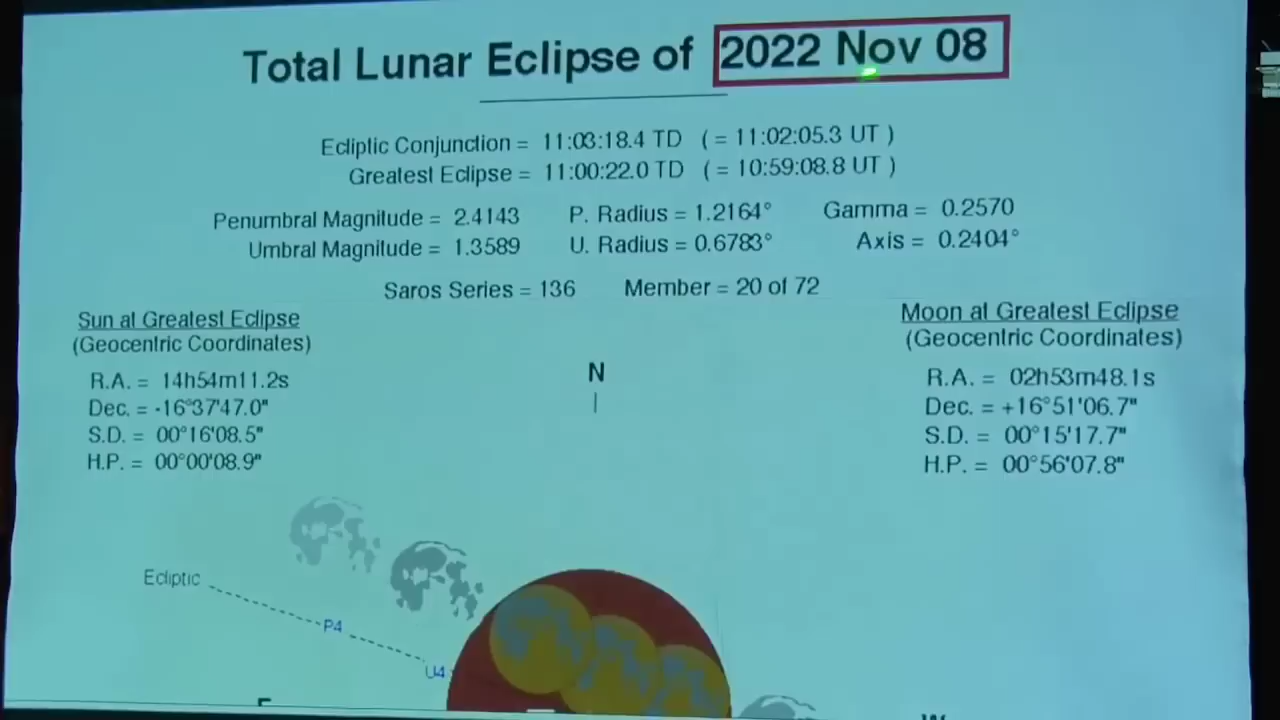 Total Lunar Eclipse of 2022 Nov 08
Ecliptic Conjunction = 11:03:18.4 TD (= 11:02:05.3 UT )
Greatest Eclipse = 11:00:22.0 TD (= 10:59:08.8 UT )
Penumbral Magnitude = 2.4143 P. Radius = 1.2164° Gamma = 0.2570
Umbral Magnitude = 1.3589 U. Radius = 0.6783° Axis = 0.2404°
Saros Series = 136 Member = 20 of 72
Sun at Greatest Eclipse
(Geocentric Coordinates)
R.A. = 14h54m11.2s
Dec. = -16°37'47.0"
S.D. = 00°16'08.5"
H.P. = 00°00'08.9"
Moon at Greatest Eclipse
(Geocentric Coordinates)
R.A. = 02h53m48.1s
Dec. = +16°51'06.7"
S.D. = 00°15'17.7"
H.P. = 00°56'07.8"
N
Ecliptic
P4
U4